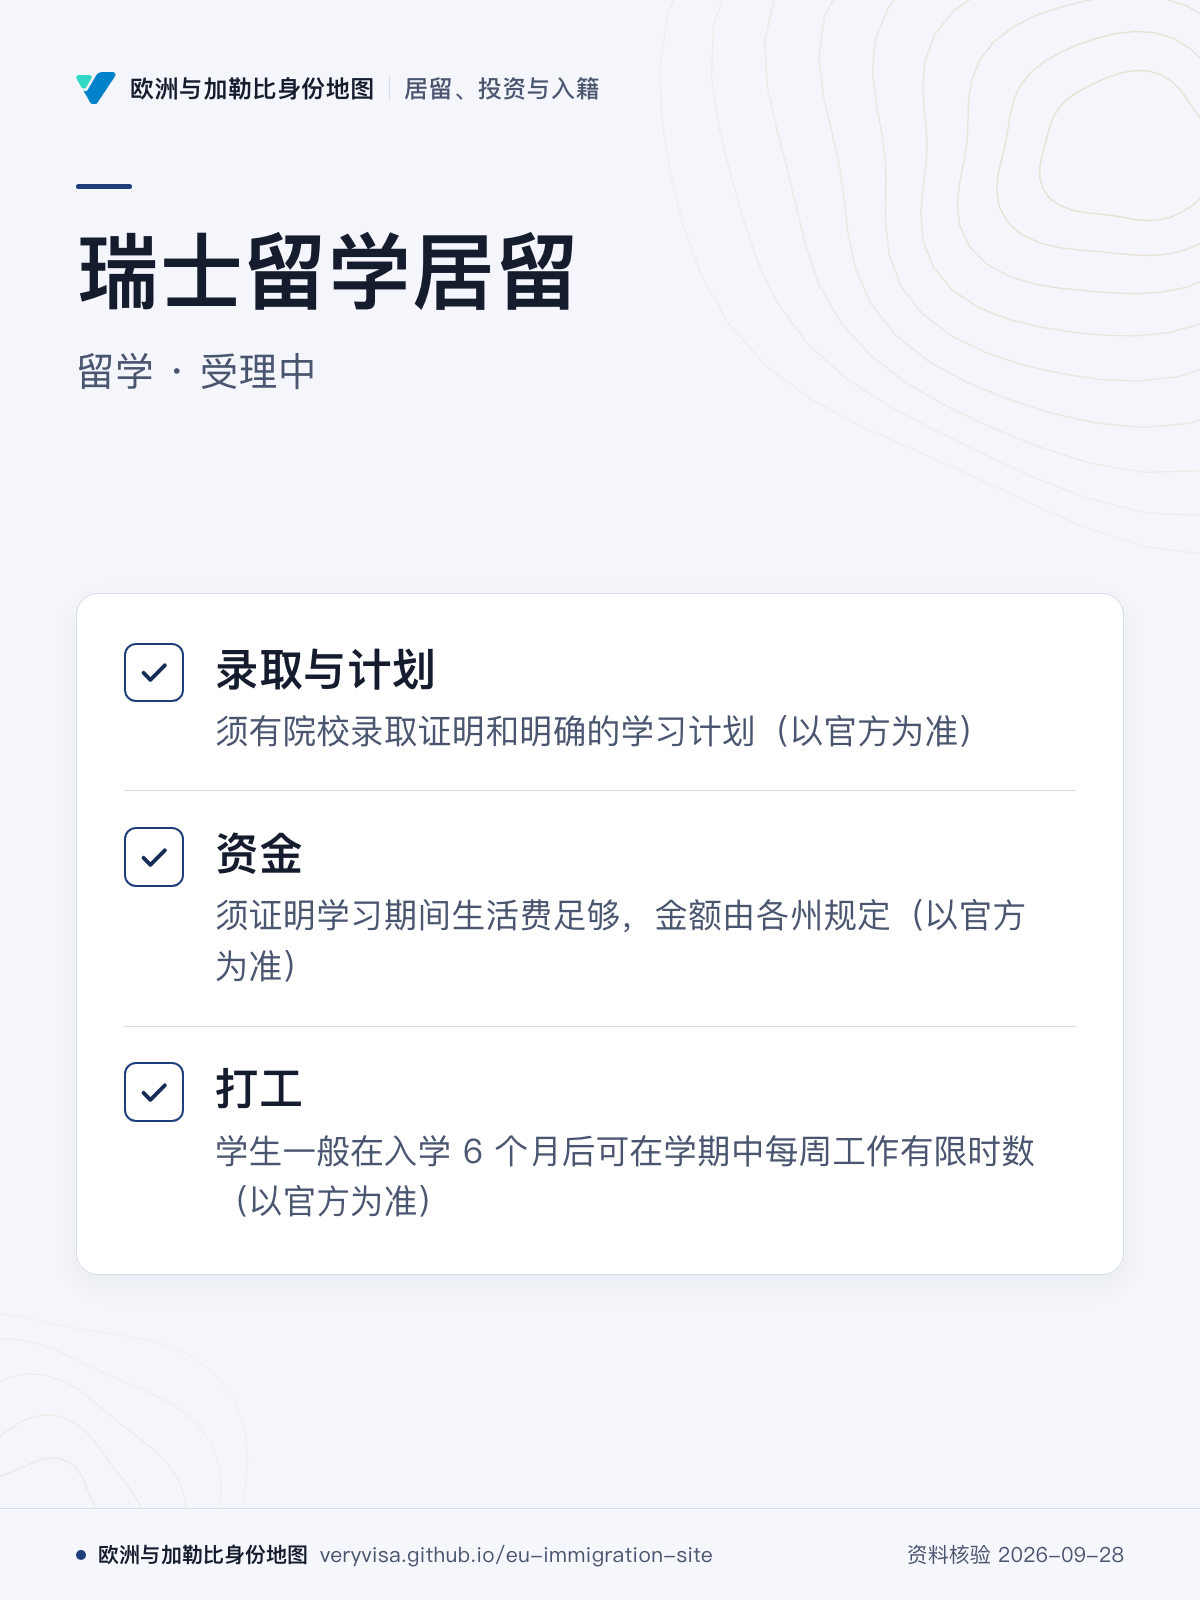 欧洲与加勒比身份地图 居留、投资与入籍
瑞士留学居留
留学 · 受理中
录取与计划
须有院校录取证明和明确的学习计划（以官方为准）
资金
须证明学习期间生活费足够，金额由各州规定（以官方
为准）
打工
学生一般在入学 6 个月后可在学期中每周工作有限时数
（以官方为准）
欧洲与加勒比身份地图 veryvisa.github.io/eu-immigration-site 资料核验 2026-09-28